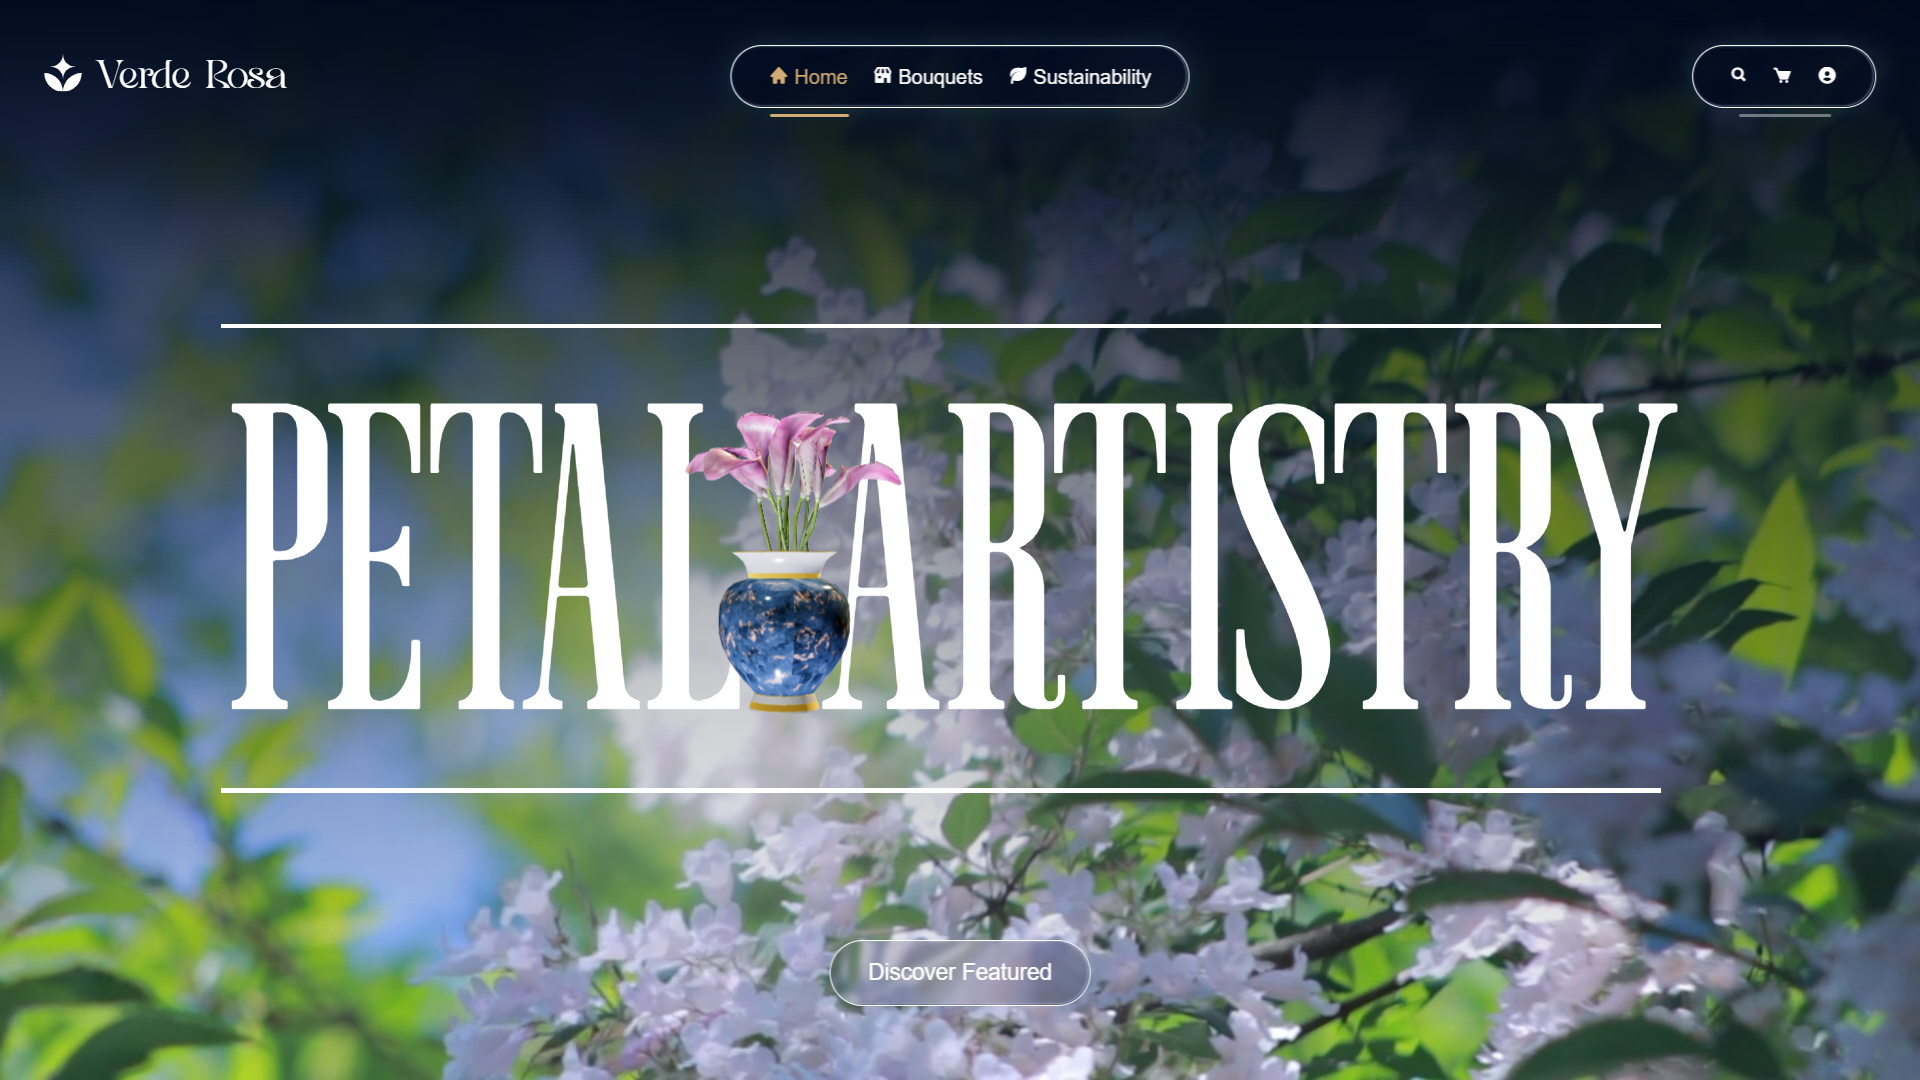 Verde Rosa
Home Bouquets Sustainability
PETAL ARTISTRY
Discover Featured